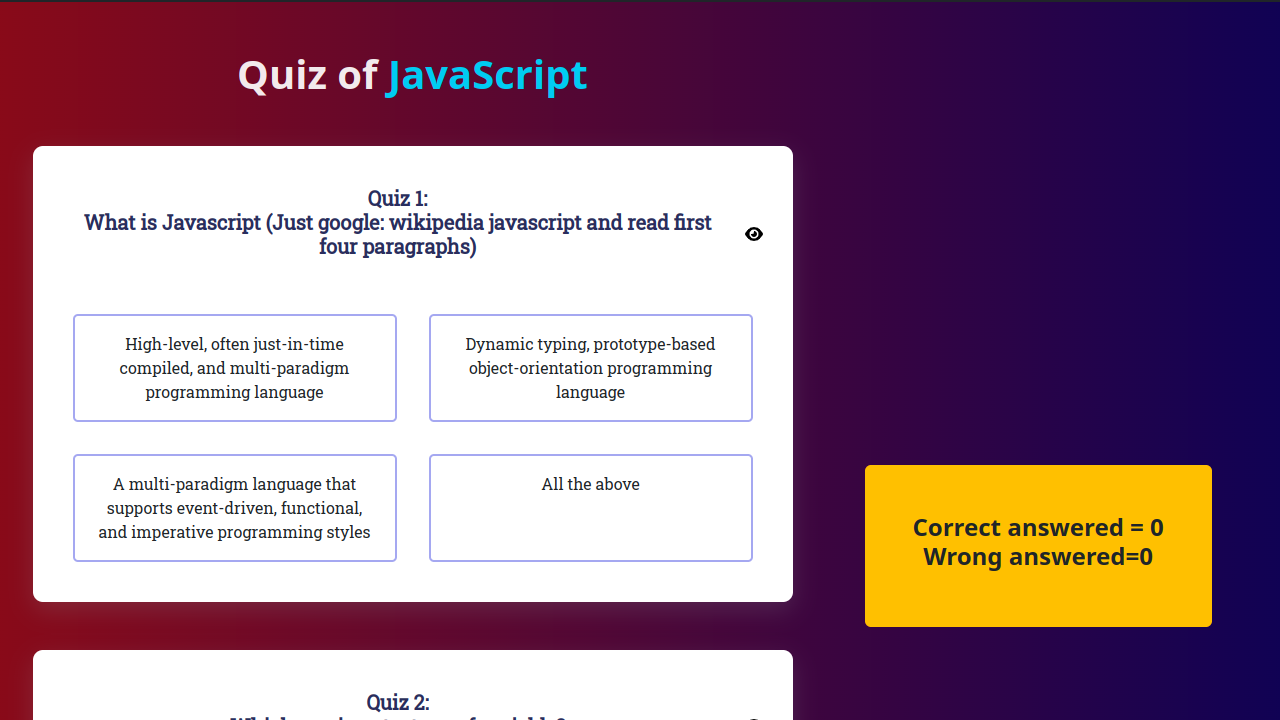 Quiz of JavaScript
Quiz 1:
What is Javascript (Just google: wikipedia javascript and read first
four paragraphs)
High-level, often just-in-time
compiled, and multi-paradigm
programming language
Dynamic typing, prototype-based
object-orientation programming
language
A multi-paradigm language that
supports event-driven, functional,
and imperative programming styles
All the above
Correct answered = 0
Wrong answered=0
Quiz 2: